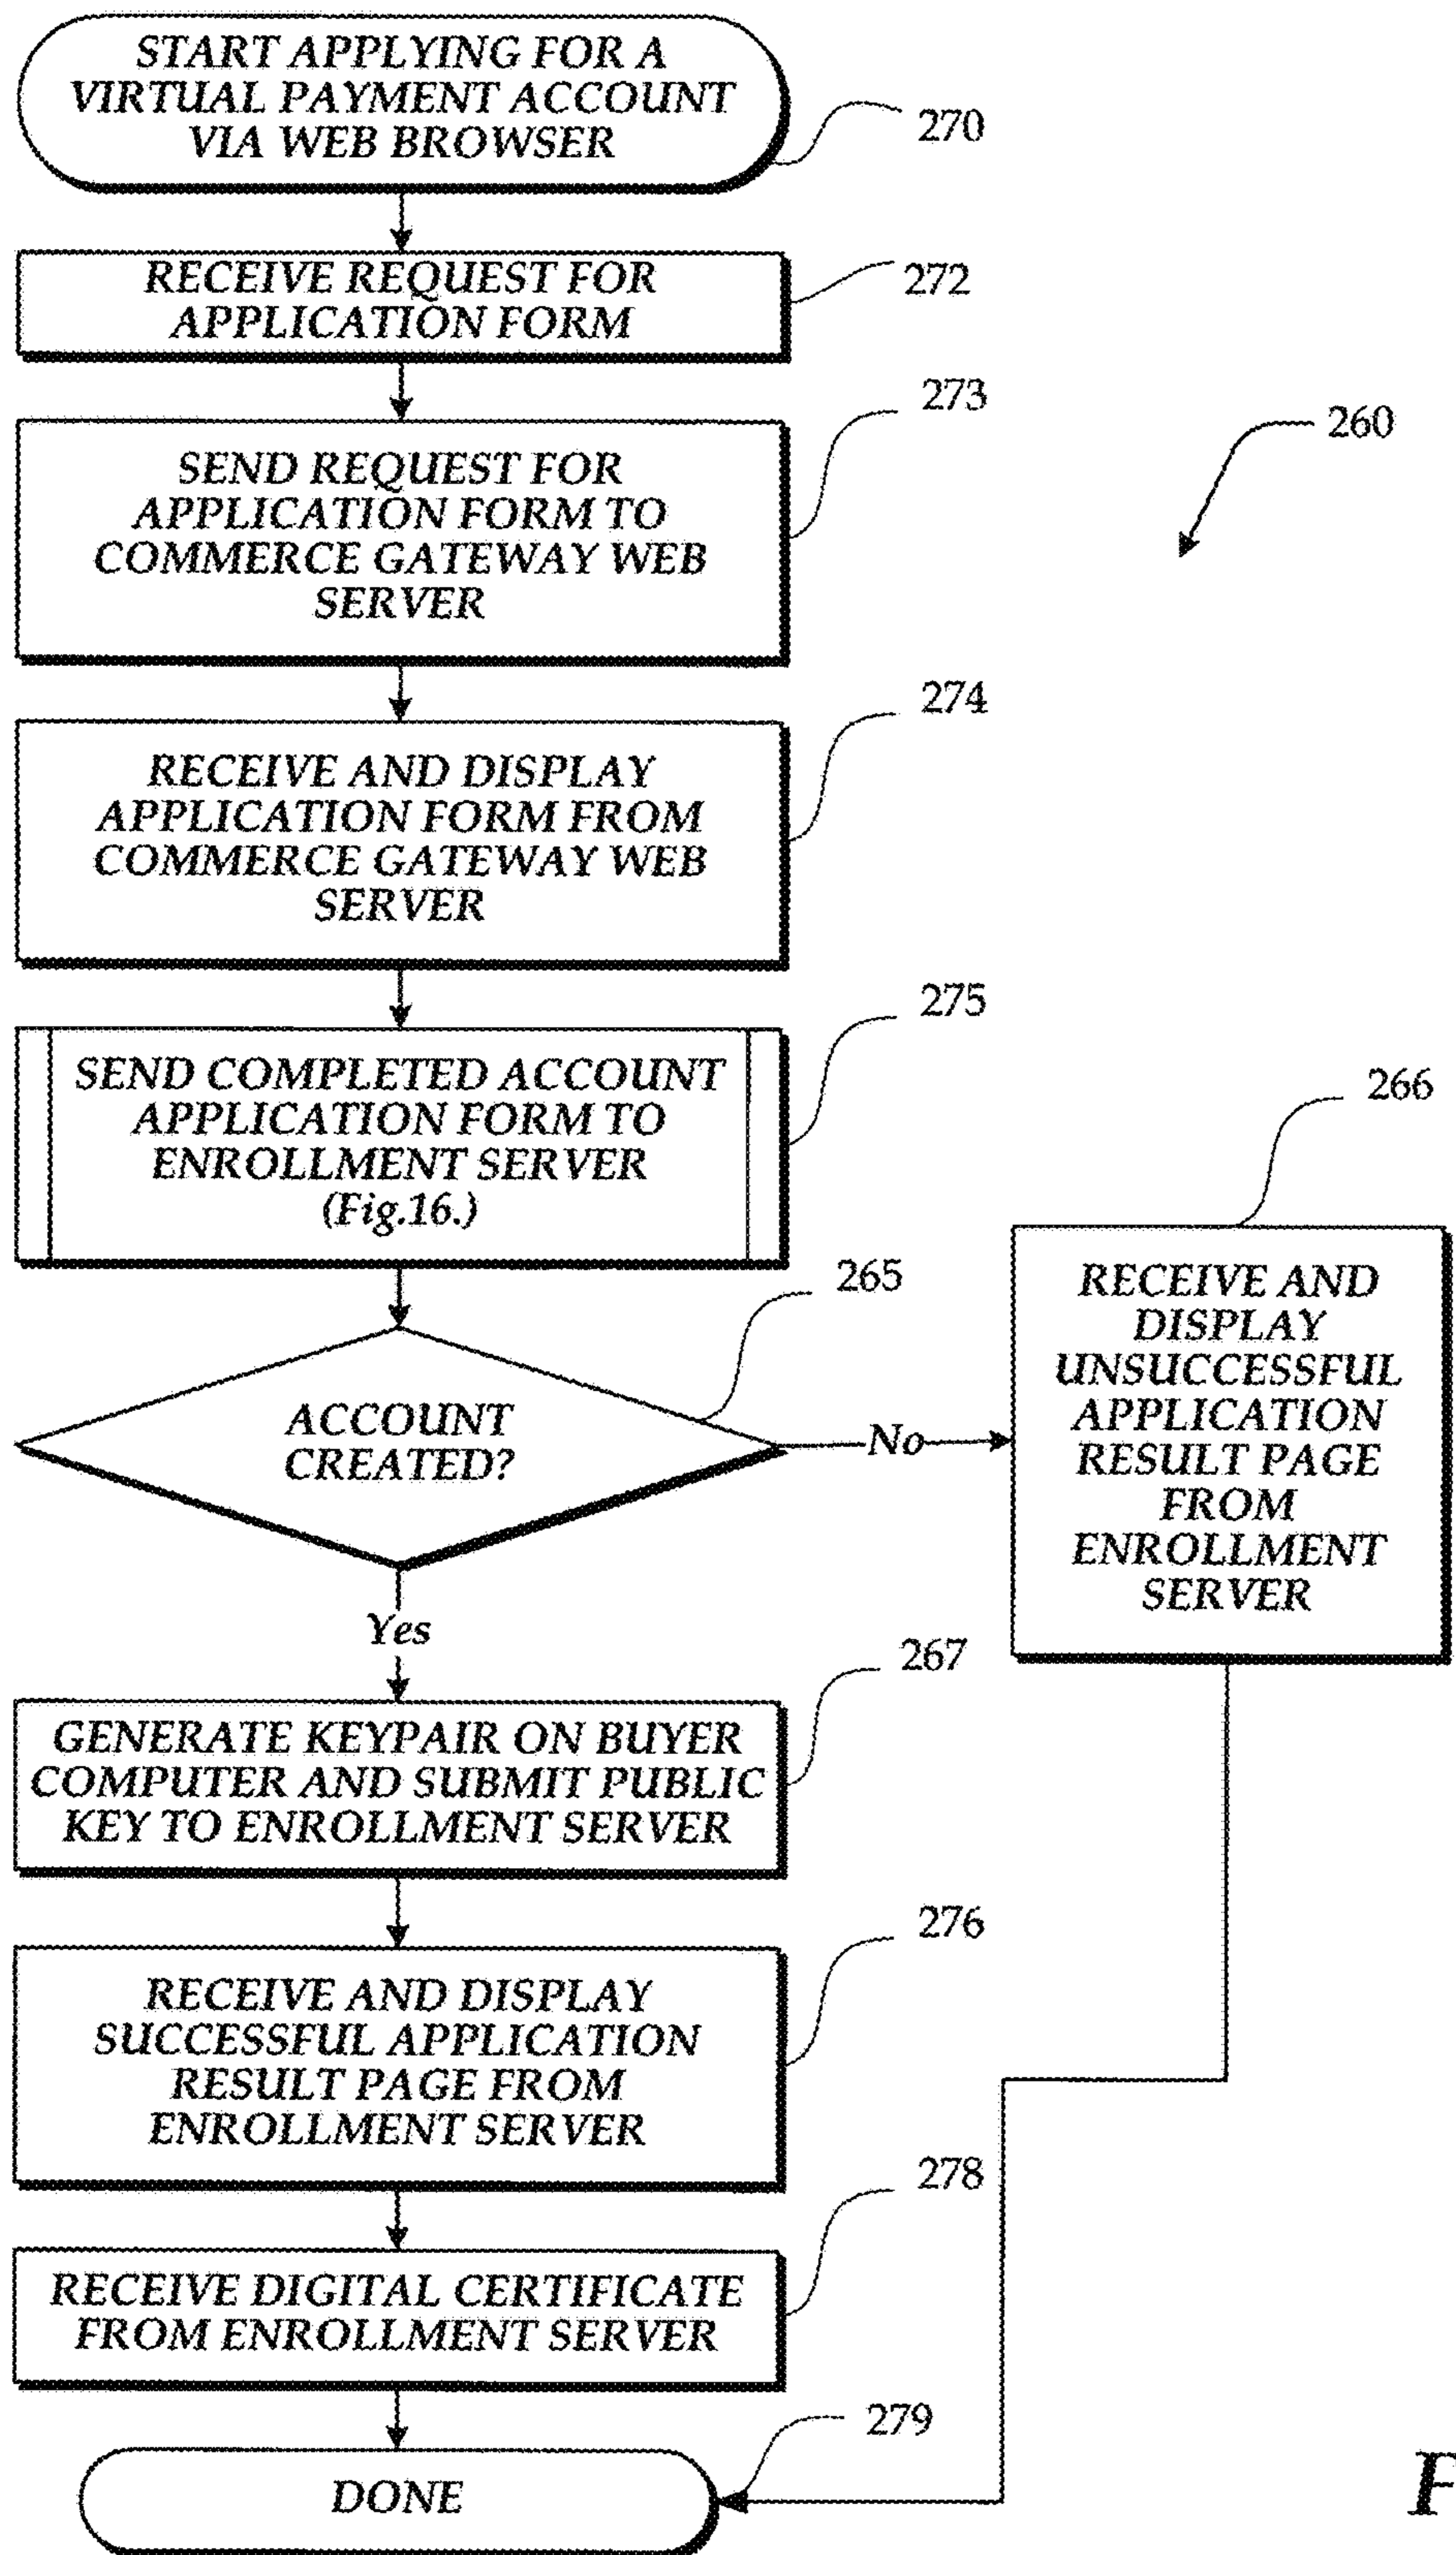 START APPLYING FOR A
VIRTUAL PAYMENT ACCOUNT
VIA WEB BROWSER
270
RECEIVE REQUEST FOR
APPLICATION FORM
272
273
SEND REQUEST FOR
APPLICATION FORM TO
COMMERCE GATEWAY WEB
SERVER
260
274
RECEIVE AND DISPLAY
APPLICATION FORM FROM
COMMERCE GATEWAY WEB
SERVER
275
SEND COMPLETED ACCOUNT
APPLICATION FORM TO
ENROLLMENT SERVER
(Fig.16.)
265
ACCOUNT
CREATED?
No
266
RECEIVE AND
DISPLAY
UNSUCCESSFUL
APPLICATION
RESULT PAGE
FROM
ENROLLMENT
SERVER
Yes
267
GENERATE KEYPAIR ON BUYER
COMPUTER AND SUBMIT PUBLIC
KEY TO ENROLLMENT SERVER
276
RECEIVE AND DISPLAY
SUCCESSFUL APPLICATION
RESULT PAGE FROM
ENROLLMENT SERVER
278
RECEIVE DIGITAL CERTIFICATE
FROM ENROLLMENT SERVER
279
DONE